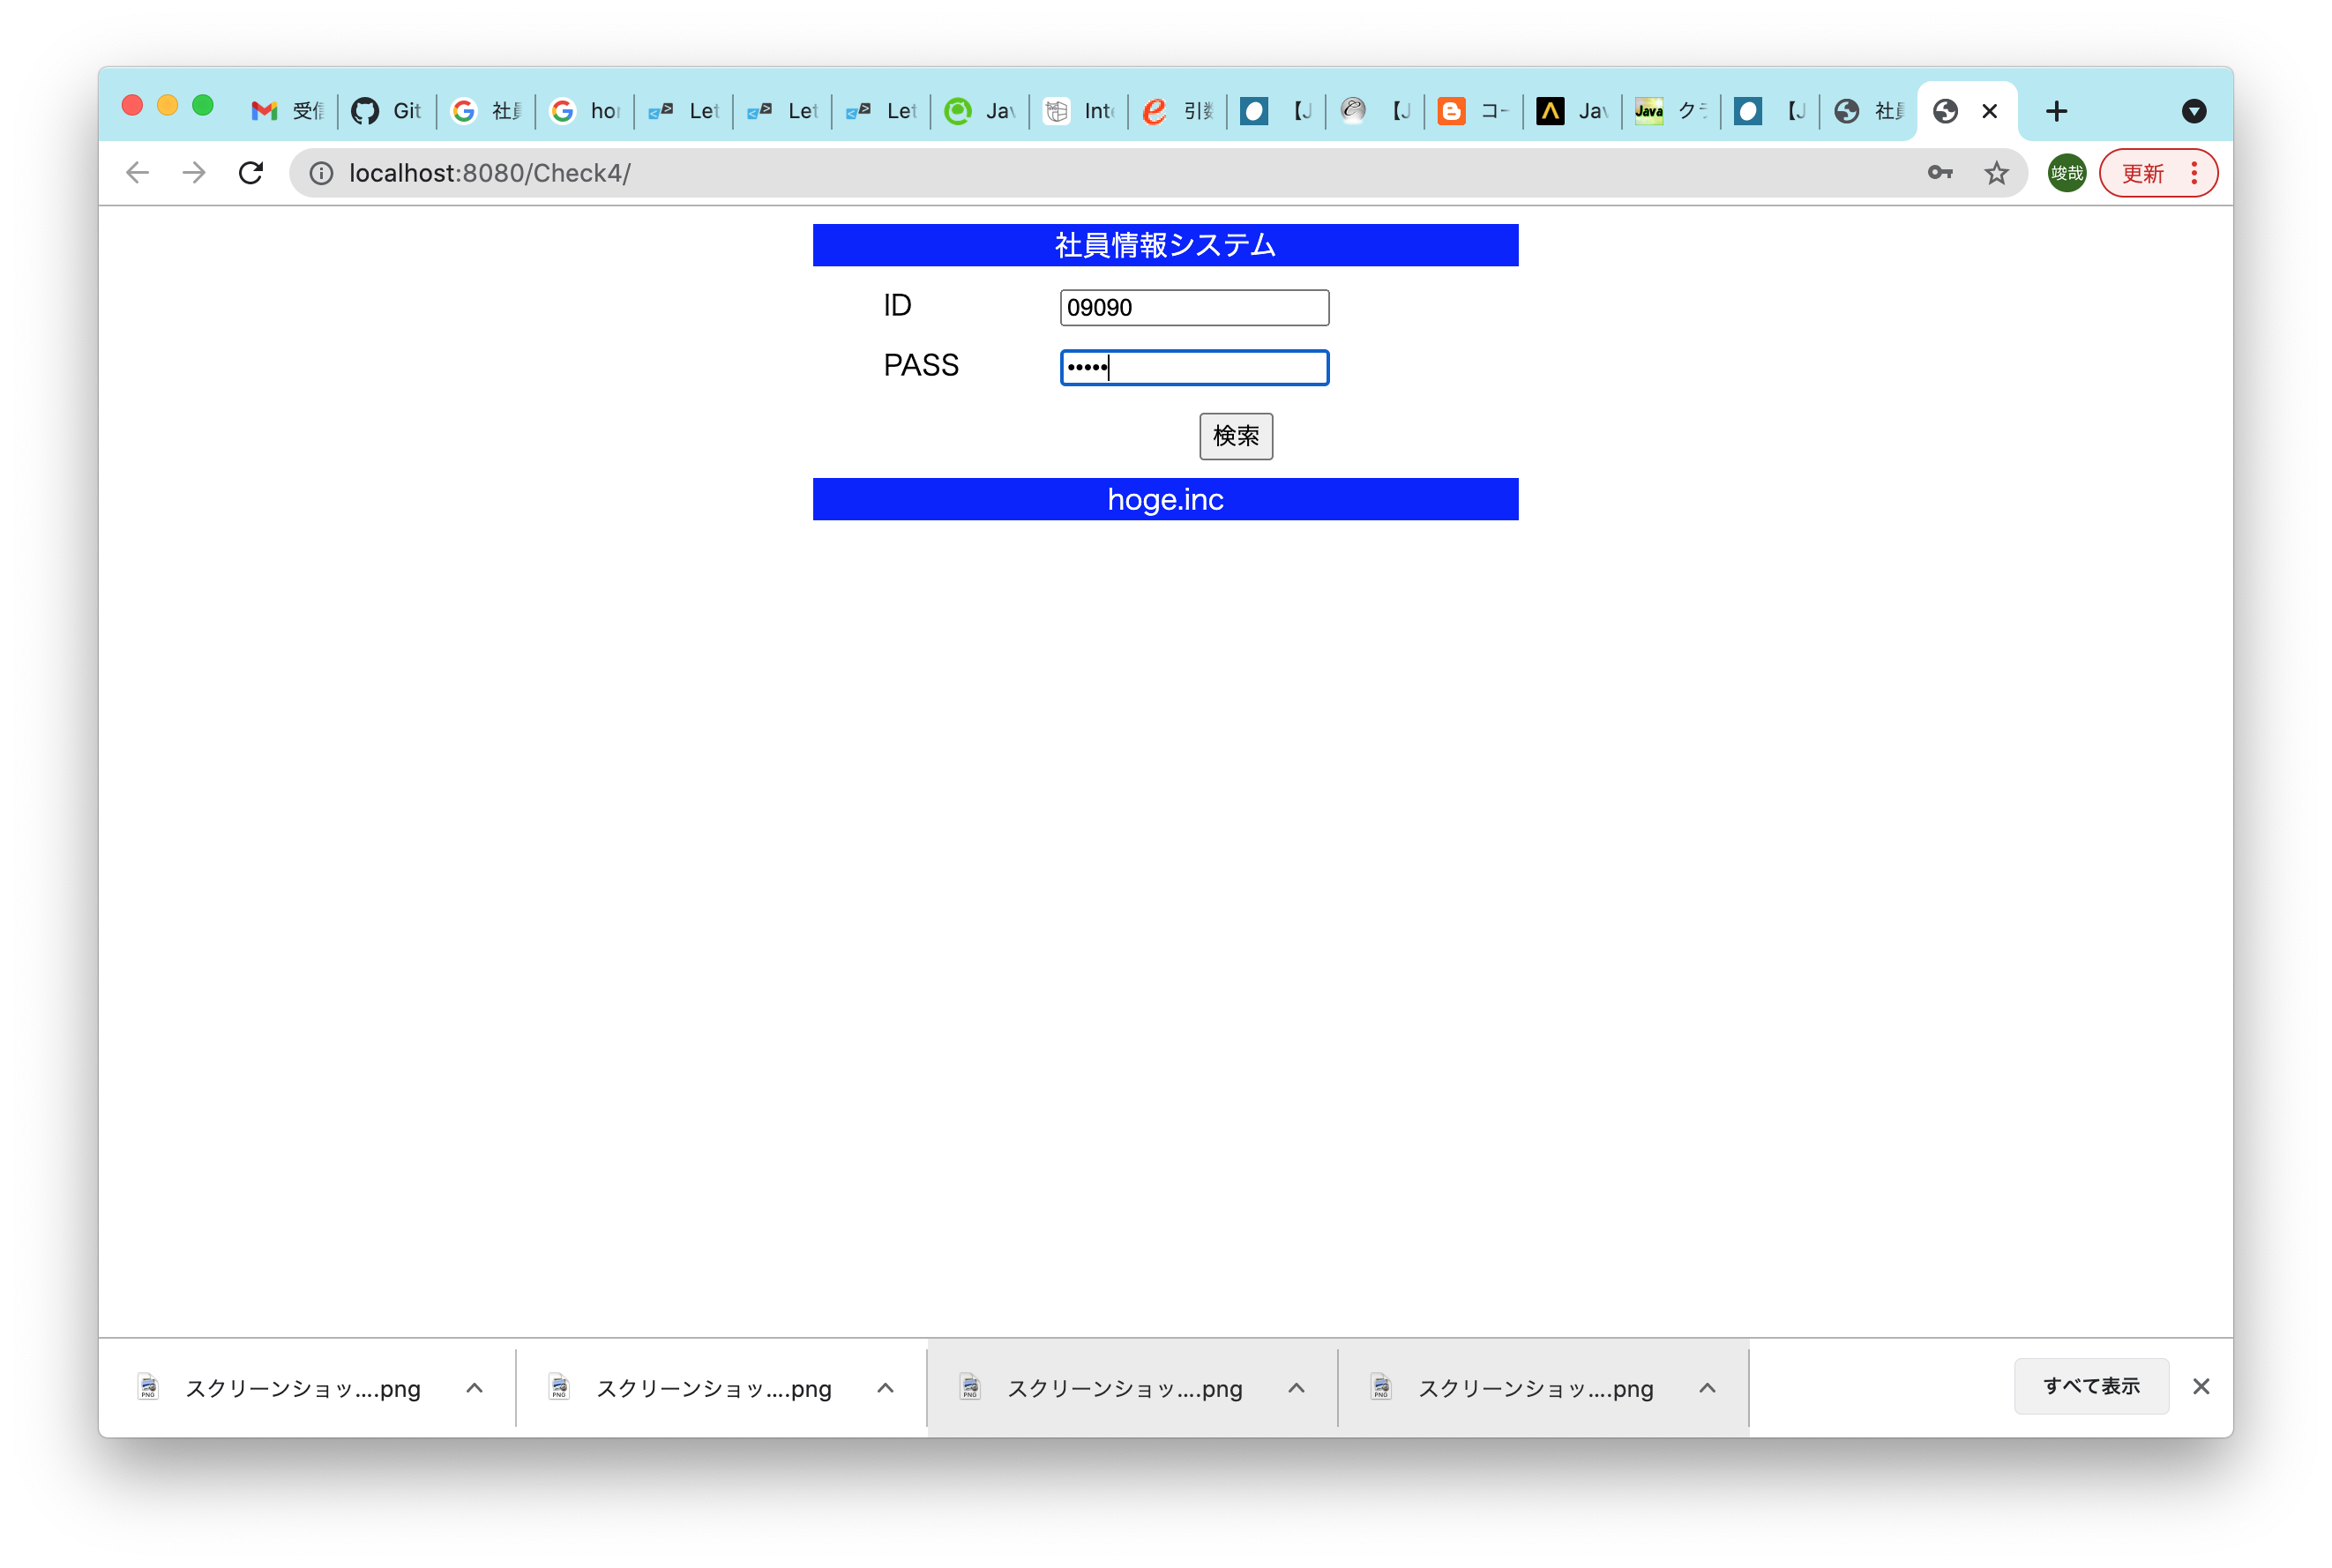 受信
Git
社員
hor
Let
Let
Let
Jav
Inte
引数
【J
【J
コー
Jav
Java
クラ
【J
社員
localhost:8080/Check4/
竣哉
更新
社員情報システム
ID
09090
PASS
•••••
検索
hoge.inc
スクリーンショッ....png
スクリーンショッ....png
スクリーンショッ....png
スクリーンショッ....png
すべて表示